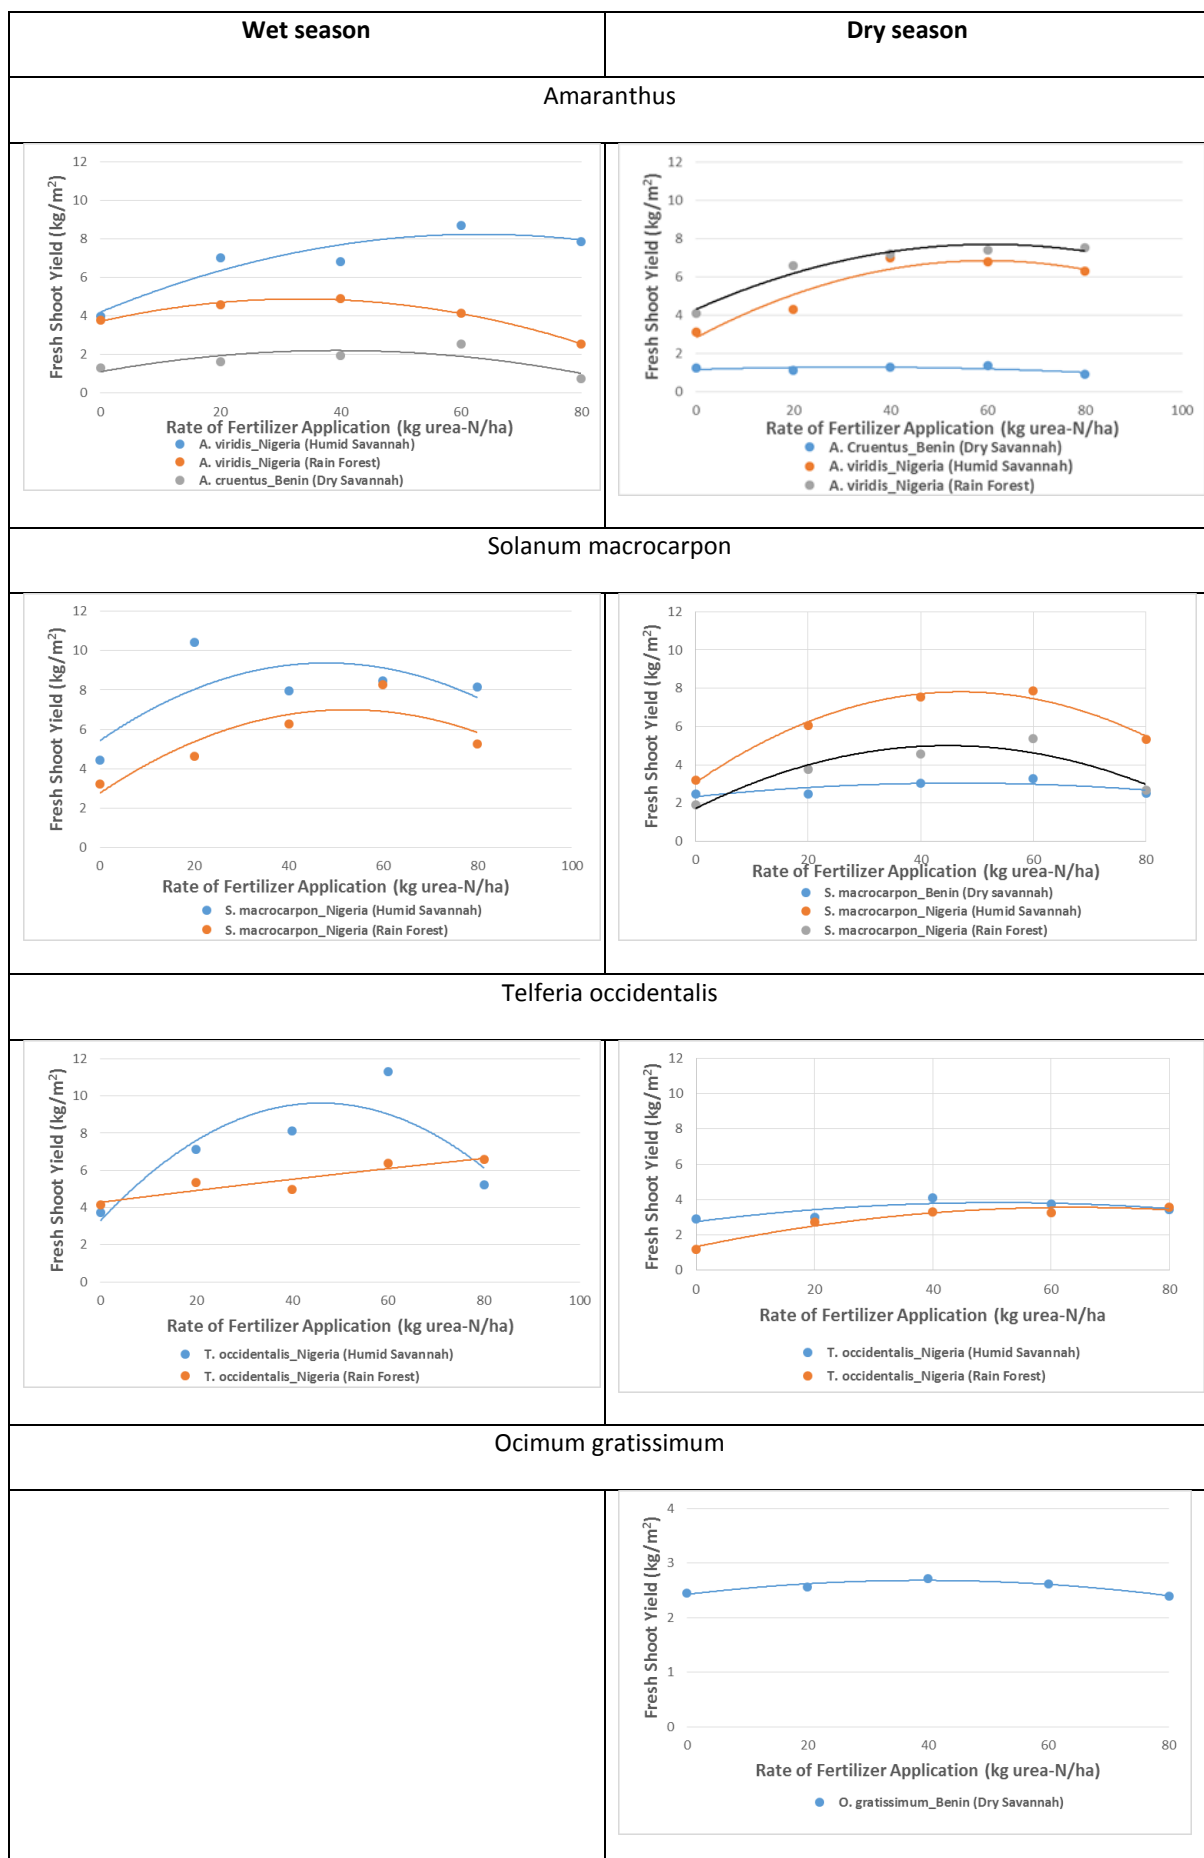 Wet season
Dry season
Amaranthus
Fresh Shoot Yield (kg/m²)
12
10
8
6
4
2
0
0 20 40 60 80
Rate of Fertilizer Application (kg urea-N/ha)
A. viridis_Nigeria (Humid Savannah)
A. viridis_Nigeria (Rain Forest)
A. cruentus_Benin (Dry Savannah)
Fresh Shoot Yield (kg/m²)
12
10
8
6
4
2
0
0 20 40 60 80 100
Rate of Fertilizer Application (kg urea-N/ha)
A. Cruentus_Benin (Dry Savannah)
A. viridis_Nigeria (Humid Savannah)
A. viridis_Nigeria (Rain Forest)
Solanum macrocarpon
Fresh Shoot Yield (kg/m²)
12
10
8
6
4
2
0
0 20 40 60 80 100
Rate of Fertilizer Application (kg urea-N/ha)
S. macrocarpon_Nigeria (Humid Savannah)
S. macrocarpon_Nigeria (Rain Forest)
Fresh Shoot Yield (kg/m²)
12
10
8
6
4
2
0
0 20 40 60 80
Rate of Fertilizer Application (kg urea-N/ha)
S. macrocarpon_Benin (Dry savannah)
S. macrocarpon_Nigeria (Humid Savannah)
S. macrocarpon_Nigeria (Rain Forest)
Telferia occidentalis
Fresh Shoot Yield (kg/m²)
12
10
8
6
4
2
0
0 20 40 60 80 100
Rate of Fertilizer Application (kg urea-N/ha)
T. occidentalis_Nigeria (Humid Savannah)
T. occidentalis_Nigeria (Rain Forest)
Fresh Shoot Yield (kg/m²)
12
10
8
6
4
2
0
0 20 40 60 80
Rate of Fertilizer Application (kg urea-N/ha
T. occidentalis_Nigeria (Humid Savannah)
T. occidentalis_Nigeria (Rain Forest)
Ocimum gratissimum
Fresh Shoot Yield (kg/m²)
4
3
2
1
0
0 20 40 60 80
Rate of Fertilizer Application (kg urea-N/ha)
O. gratissimum_Benin (Dry Savannah)